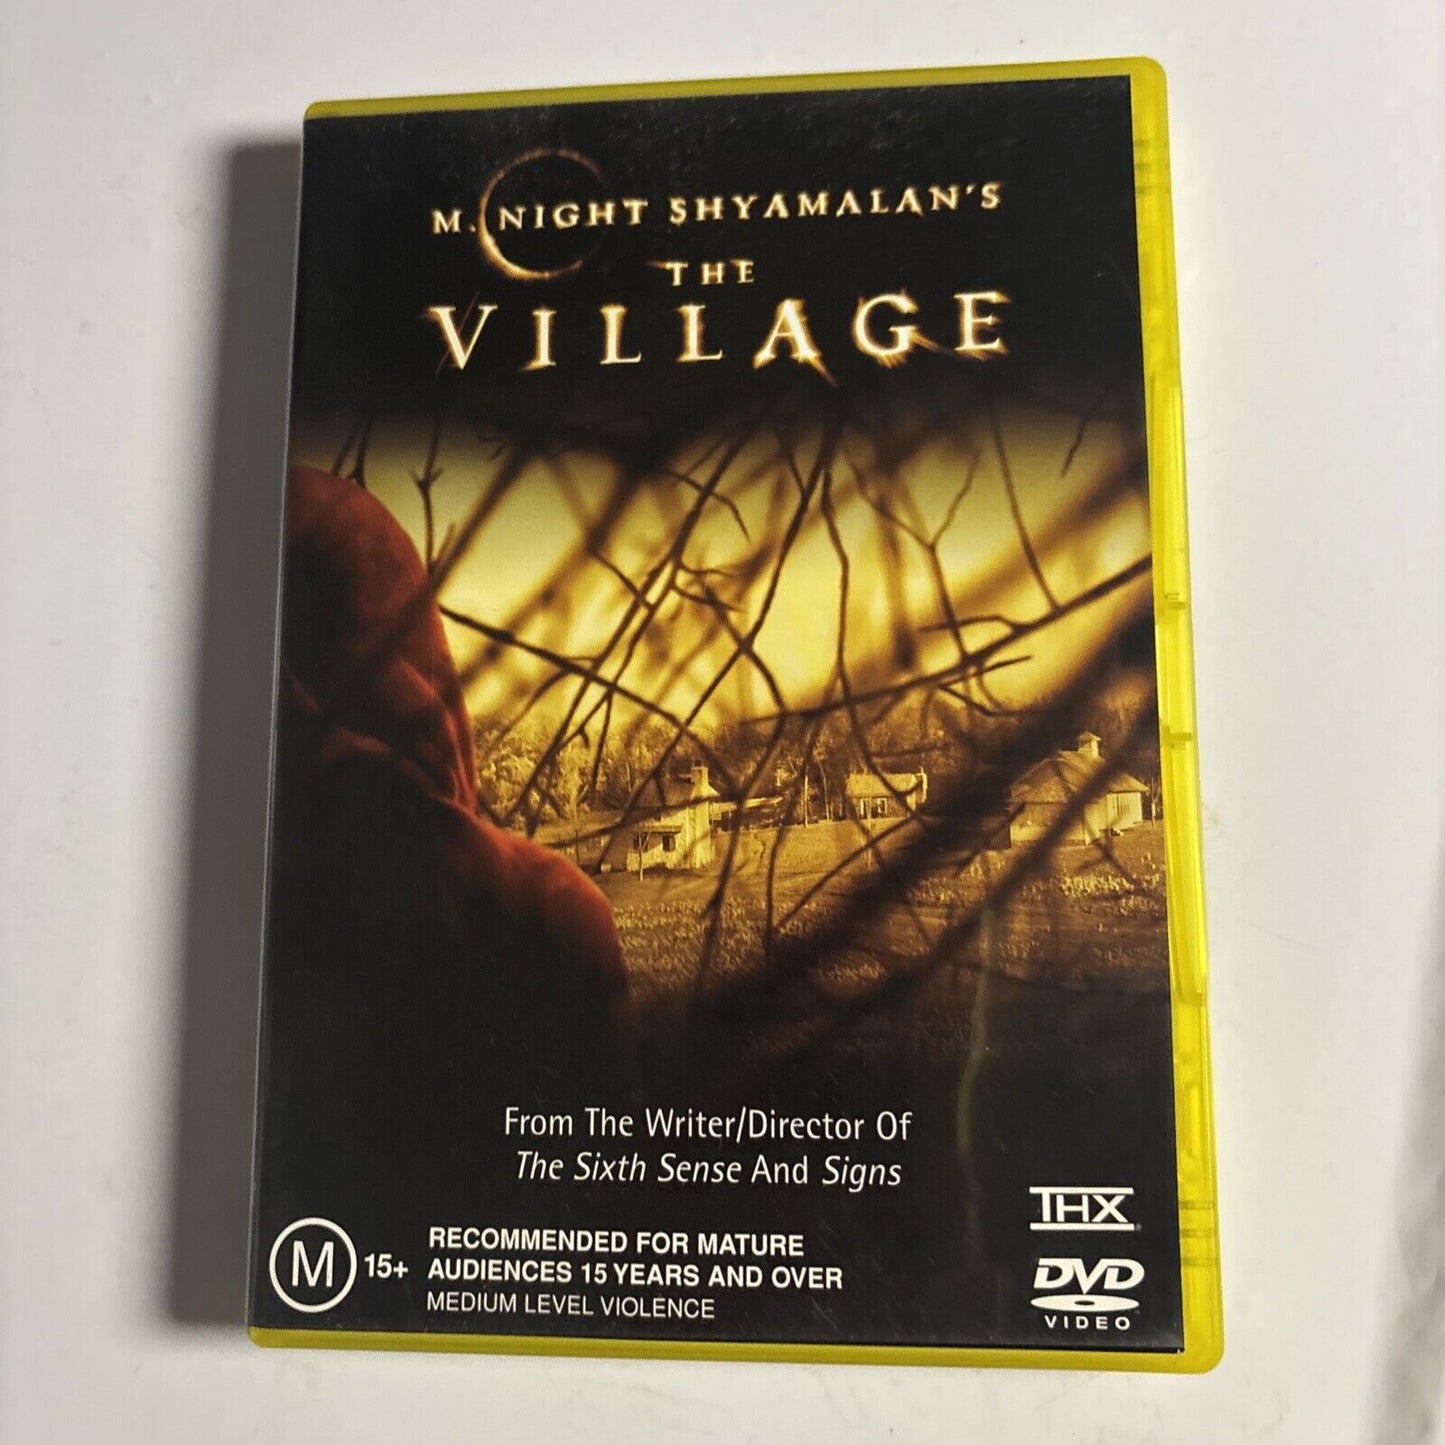 M. NIGHT SHYAMALAN'S
THE
VILLAGE
From The Writer/Director Of
The Sixth Sense And Signs
THX
M 15+
RECOMMENDED FOR MATURE
AUDIENCES 15 YEARS AND OVER
MEDIUM LEVEL VIOLENCE
DVD
VIDEO